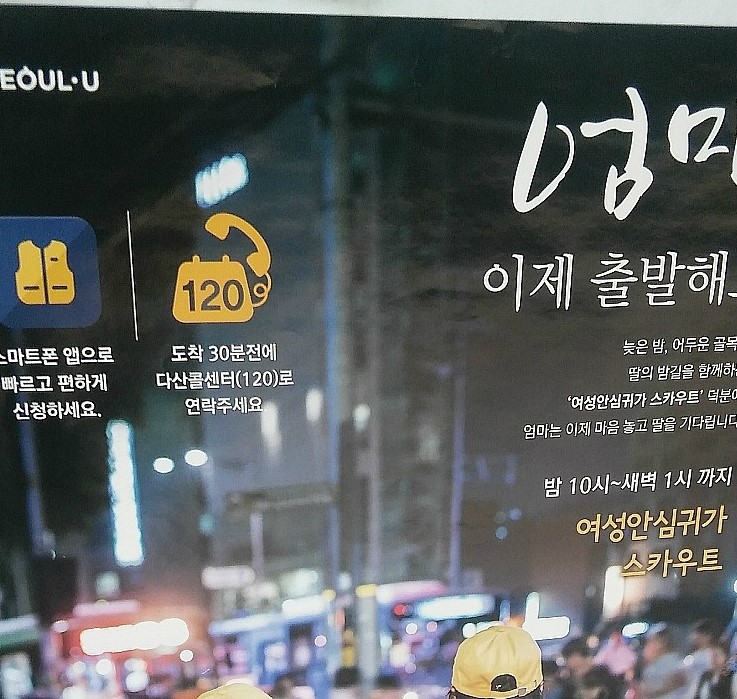 EOUL·U
엄마
이제 출발해
120
스마트폰 앱으로
빠르고 편하게
신청하세요.
도착 30분전에
다산콜센터(120)로
연락주세요
늦은 밤, 어두운 골목
딸의 밤길을 함께하는
'여성안심귀가 스카우트' 덕분에
엄마는 이제 마음 놓고 딸을 기다립니다
밤 10시~새벽 1시 까지
여성안심귀가
스카우트